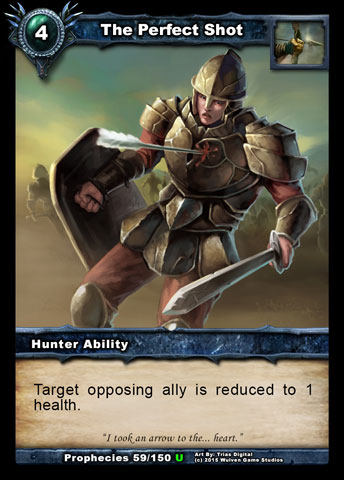 4
The Perfect Shot
Hunter Ability
Target opposing ally is reduced to 1
health.
"I took an arrow to the... heart."
Prophecies 59/150 U
Art By: Trias Digital
(c) 2015 Wulven Game Studios